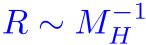 R ∼ M_H^{-1}